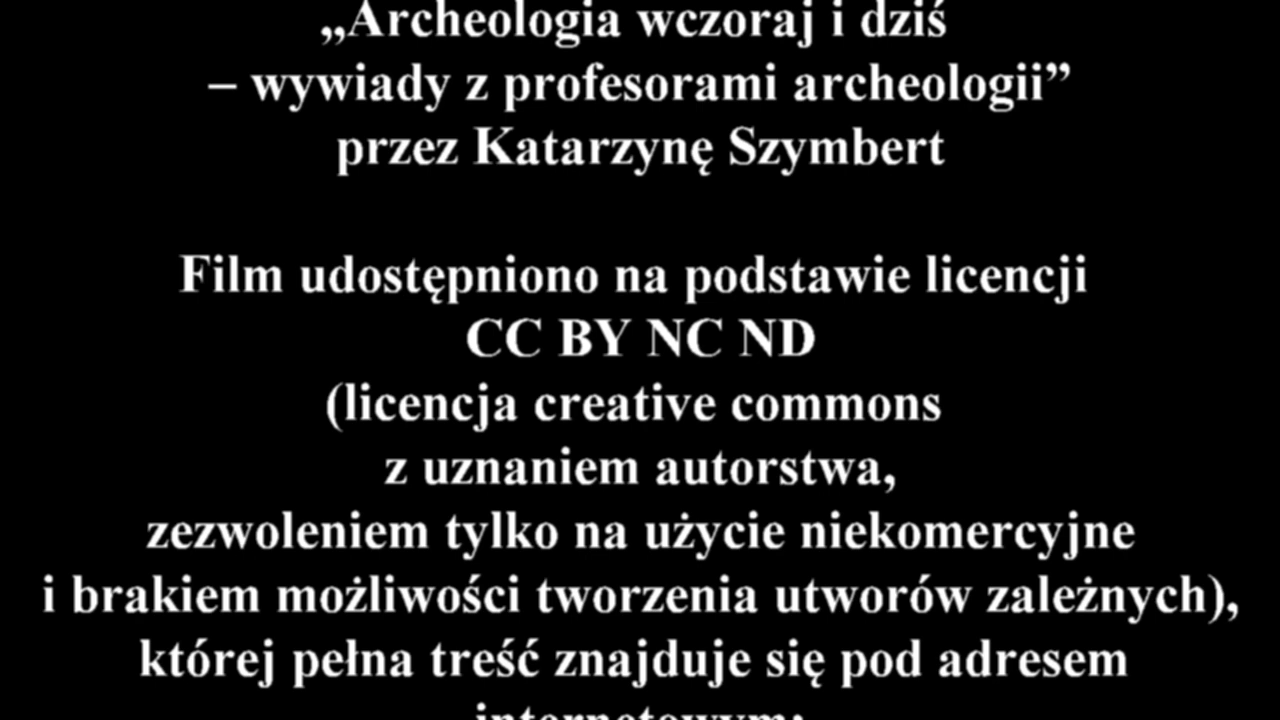 „Archeologia wczoraj i dziś
– wywiady z profesorami archeologii”
przez Katarzynę Szymbert
Film udostępniono na podstawie licencji
CC BY NC ND
(licencja creative commons
z uznaniem autorstwa,
zezwoleniem tylko na użycie niekomercyjne
i brakiem możliwości tworzenia utworów zależnych),
której pełna treść znajduje się pod adresem
internetowym: